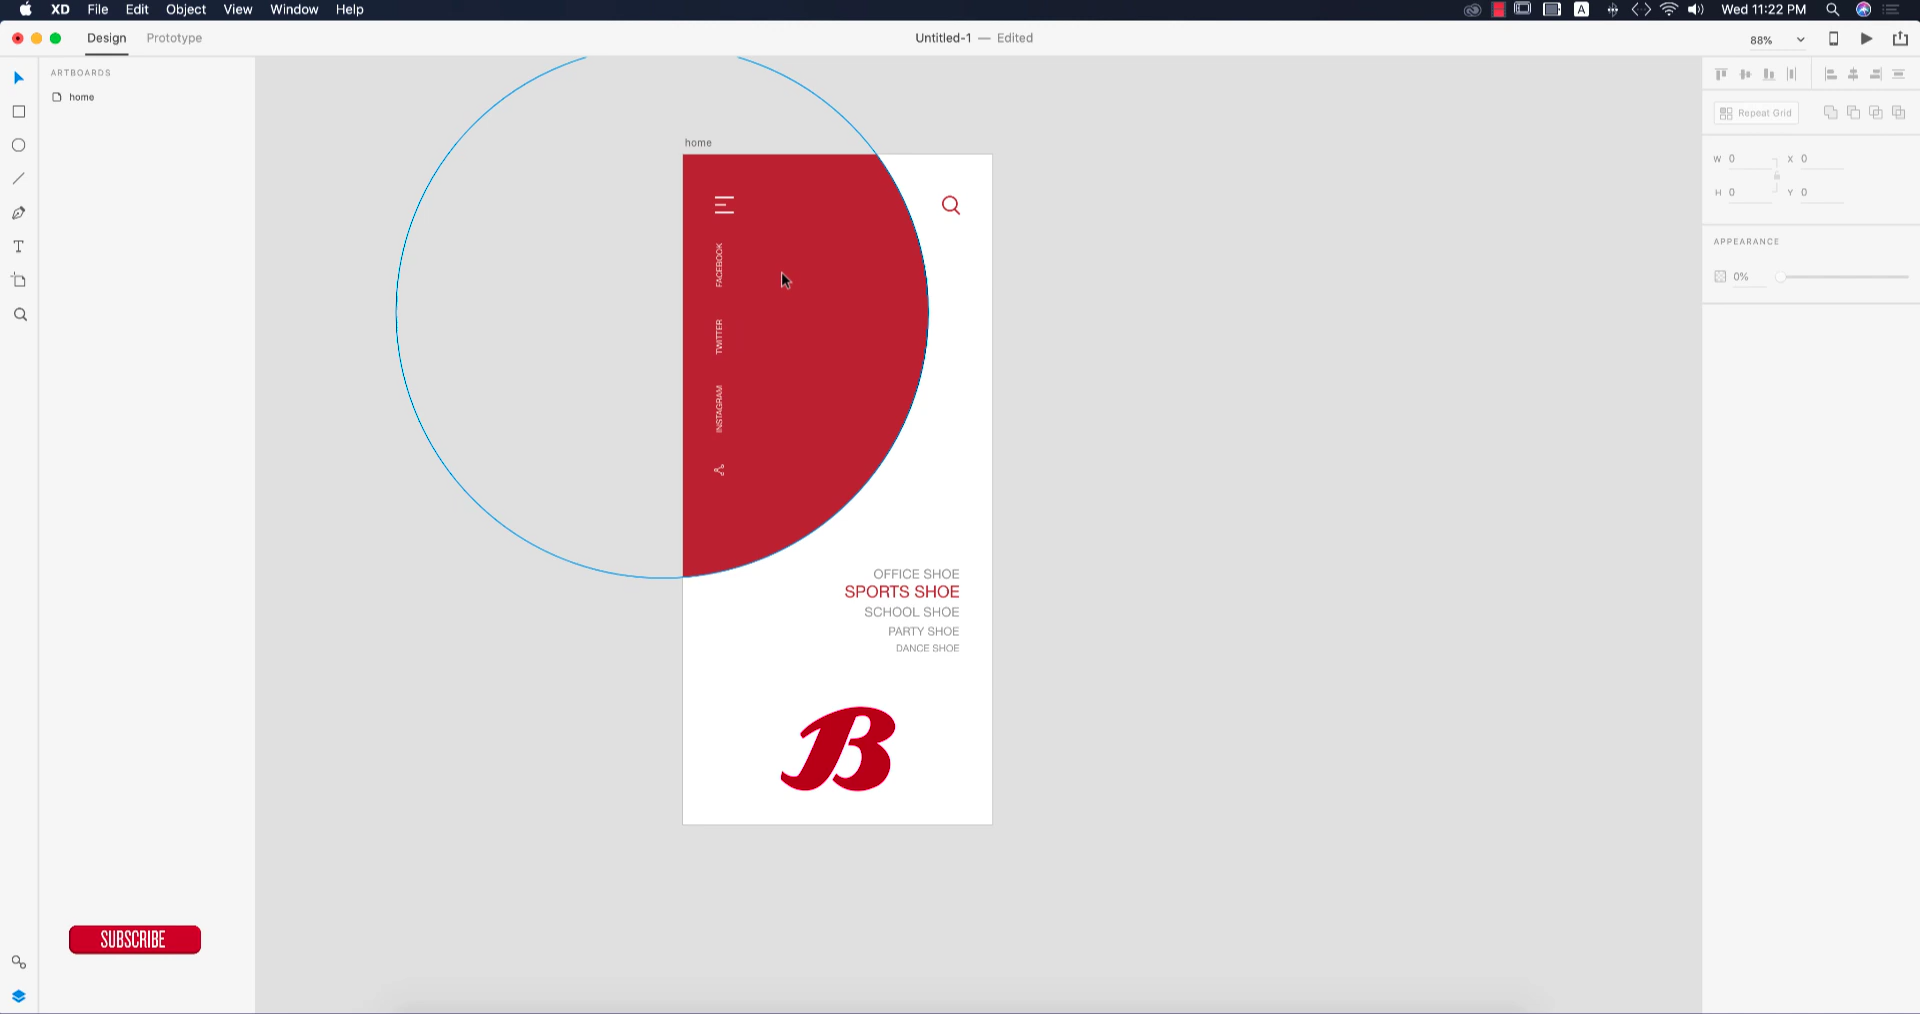 XD File Edit Object View Window Help
A
Wed 11:22 PM
Design Prototype
Untitled-1 — Edited
88%
ARTBOARDS
home
home
FACEBOOK
TWITTER
INSTAGRAM
OFFICE SHOE
SPORTS SHOE
SCHOOL SHOE
PARTY SHOE
DANCE SHOE
B
SUBSCRIBE
Repeat Grid
W 0 X 0
H 0 Y 0
APPEARANCE
0%